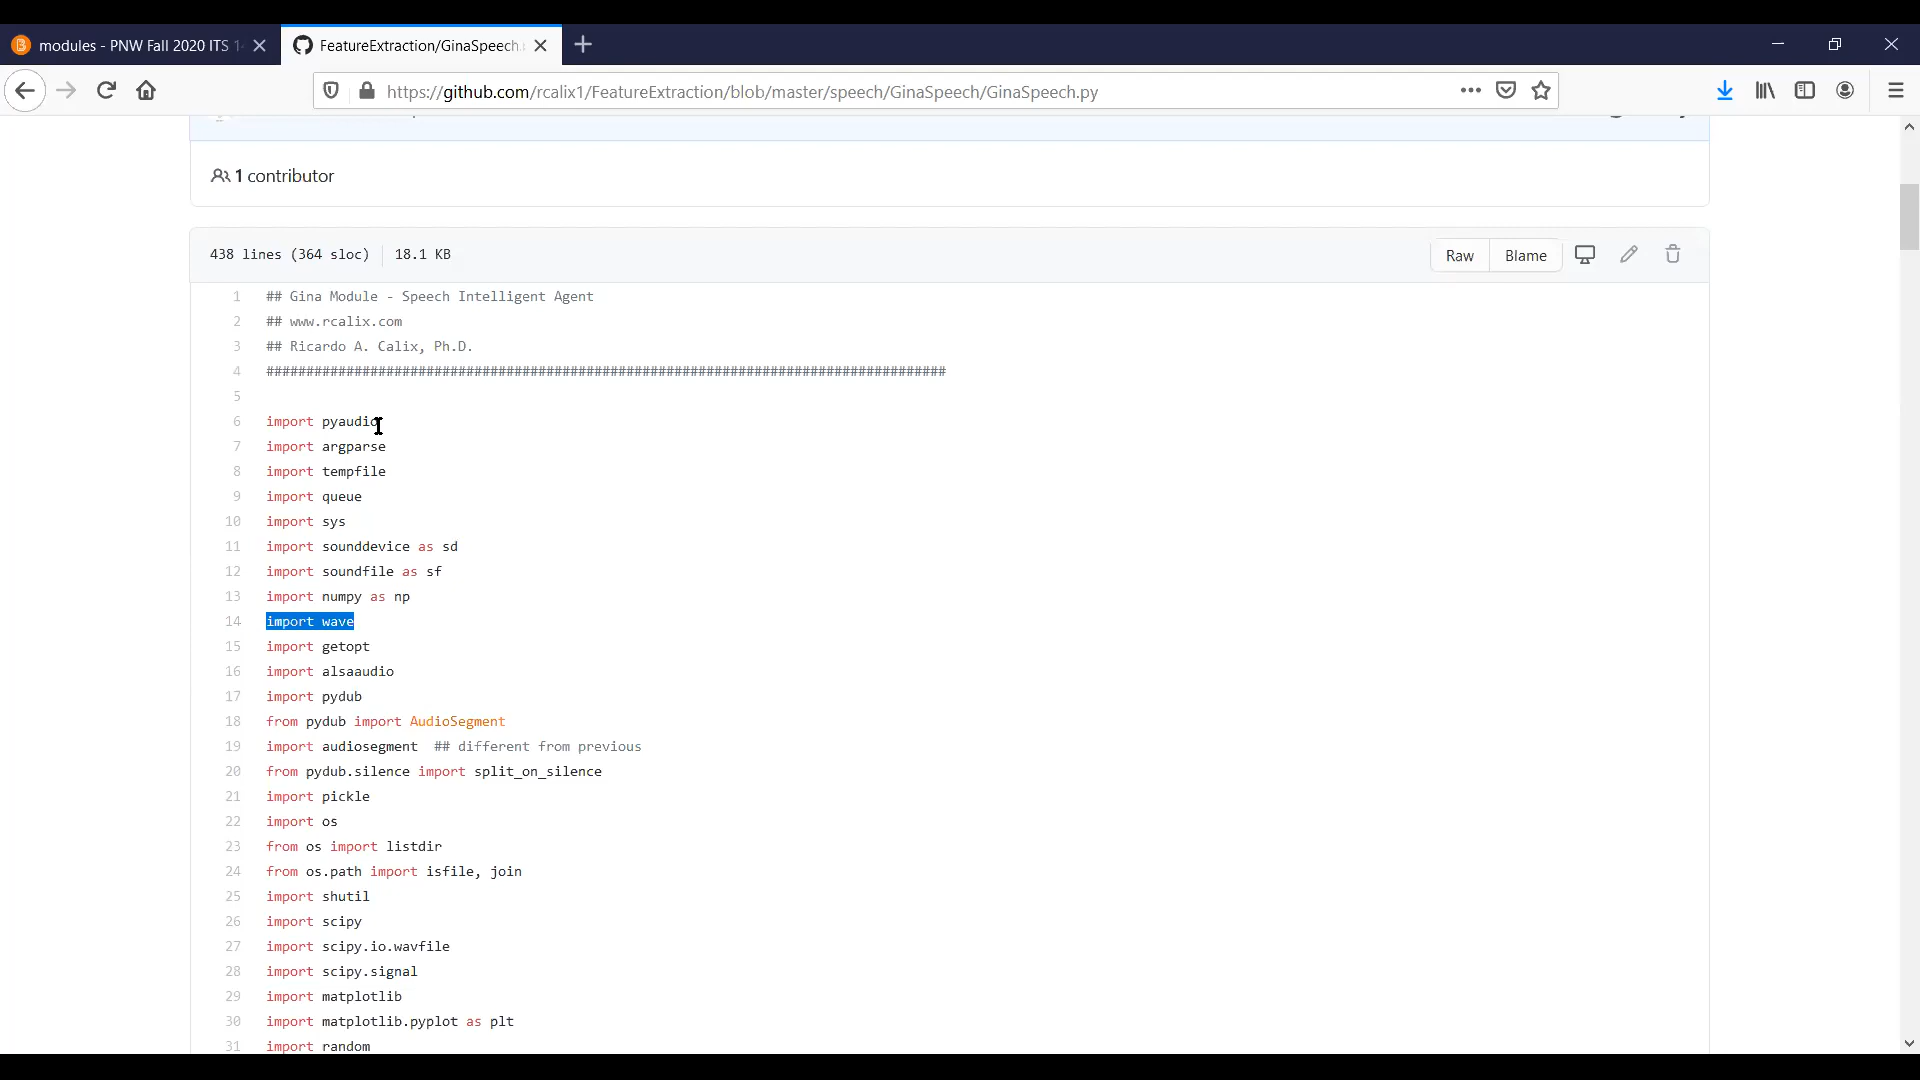 modules - PNW Fall 2020 ITS 1
FeatureExtraction/GinaSpeech.
https://github.com/rcalix1/FeatureExtraction/blob/master/speech/GinaSpeech/GinaSpeech.py
1 contributor
438 lines (364 sloc) 18.1 KB
Raw Blame
1 ## Gina Module - Speech Intelligent Agent
2 ## www.rcalix.com
3 ## Ricardo A. Calix, Ph.D.
4 #####################################################################################
5
6 import pyaudio
7 import argparse
8 import tempfile
9 import queue
10 import sys
11 import sounddevice as sd
12 import soundfile as sf
13 import numpy as np
14 import wave
15 import getopt
16 import alsaaudio
17 import pydub
18 from pydub import AudioSegment
19 import audiosegment ## different from previous
20 from pydub.silence import split_on_silence
21 import pickle
22 import os
23 from os import listdir
24 from os.path import isfile, join
25 import shutil
26 import scipy
27 import scipy.io.wavfile
28 import scipy.signal
29 import matplotlib
30 import matplotlib.pyplot as plt
31 import random